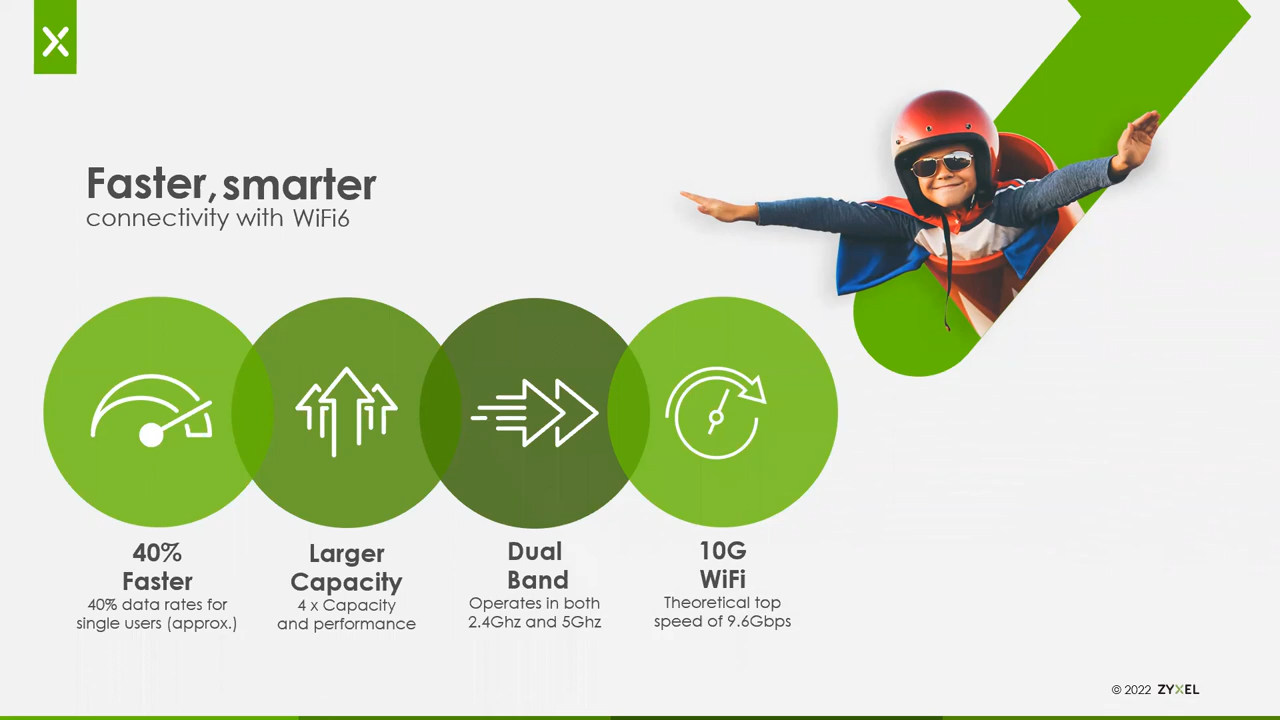 Faster, smarter
connectivity with WiFi6
40%
Faster
40% data rates for
single users (approx.)
Larger
Capacity
4 x Capacity
and performance
Dual
Band
Operates in both
2.4Ghz and 5Ghz
10G
WiFi
Theoretical top
speed of 9.6Gbps
© 2022 ZYXEL